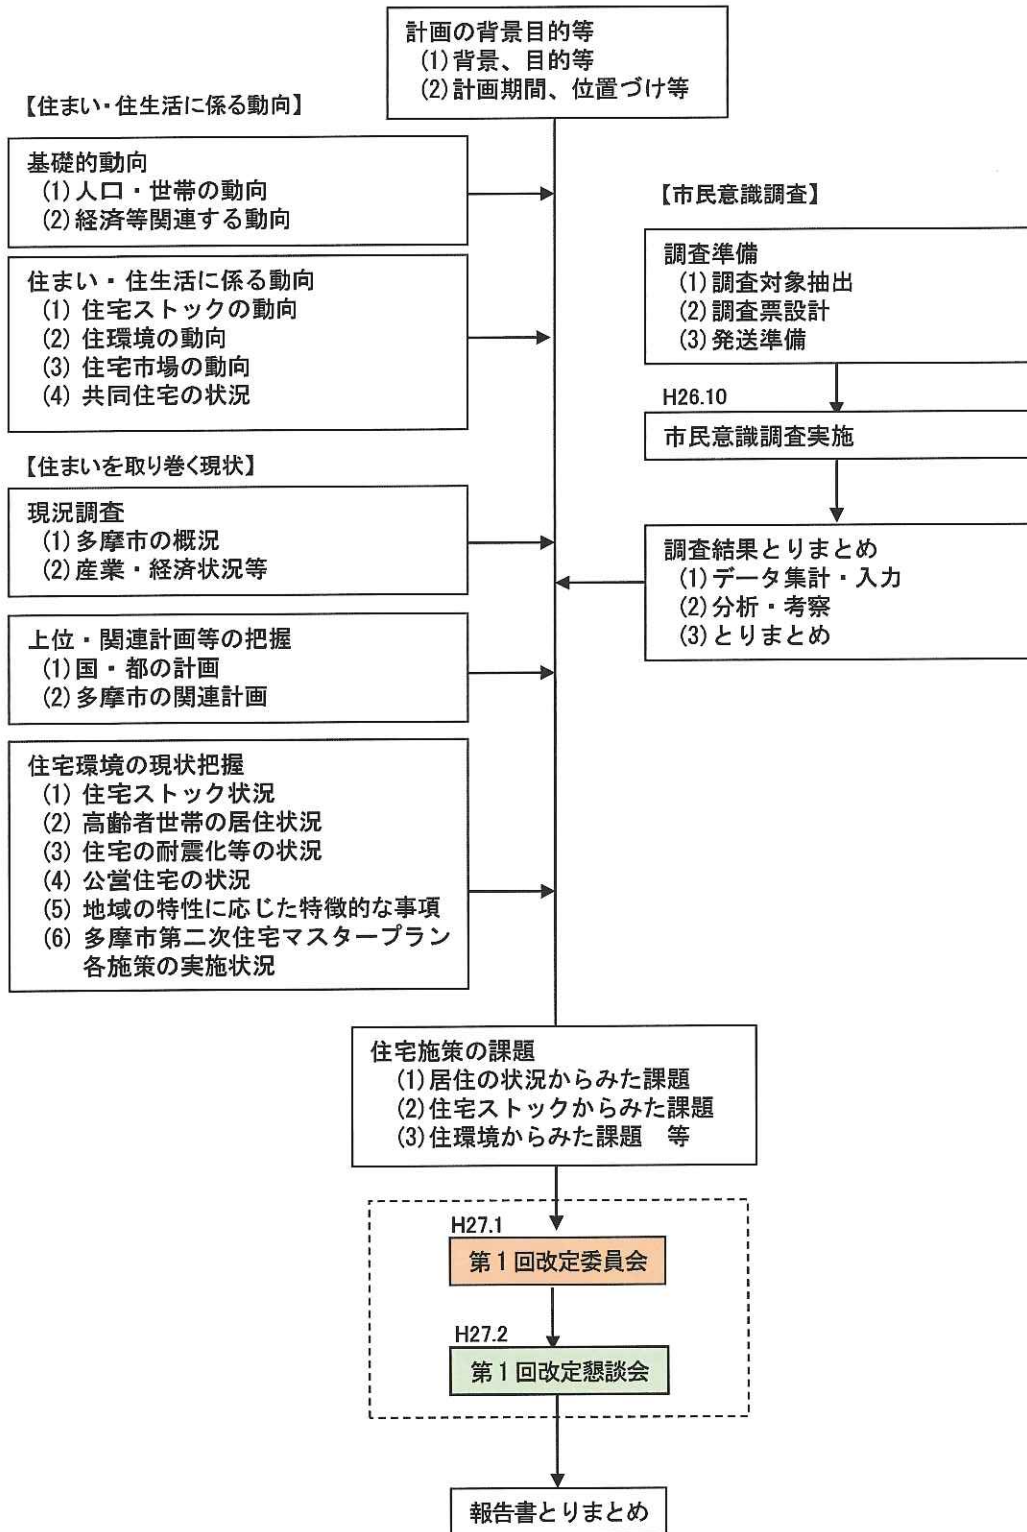 計画の背景目的等
(1)背景、目的等
(2)計画期間、位置づけ等
【住まい・住生活に係る動向】
基礎的動向
(1)人口・世帯の動向
(2)経済等関連する動向
住まい・住生活に係る動向
(1) 住宅ストックの動向
(2) 住環境の動向
(3) 住宅市場の動向
(4) 共同住宅の状況
【住まいを取り巻く現状】
現況調査
(1)多摩市の概況
(2)産業・経済状況等
上位・関連計画等の把握
(1)国・都の計画
(2)多摩市の関連計画
住宅環境の現状把握
(1) 住宅ストック状況
(2) 高齢者世帯の居住状況
(3) 住宅の耐震化等の状況
(4) 公営住宅の状況
(5) 地域の特性に応じた特徴的な事項
(6) 多摩市第二次住宅マスタープラン
各施策の実施状況
【市民意識調査】
調査準備
(1)調査対象抽出
(2)調査票設計
(3)発送準備
H26.10
市民意識調査実施
調査結果とりまとめ
(1)データ集計・入力
(2)分析・考察
(3)とりまとめ
住宅施策の課題
(1)居住の状況からみた課題
(2)住宅ストックからみた課題
(3)住環境からみた課題　等
H27.1
第1回改定委員会
H27.2
第1回改定懇談会
報告書とりまとめ